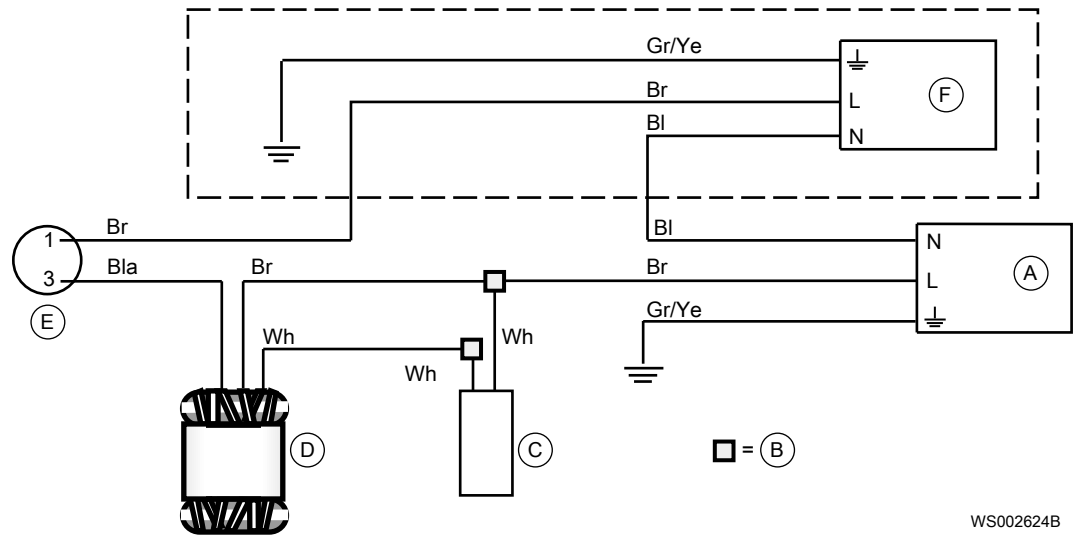 Gr/Ye
Br
L
F
Bl
N
1
Br
Bl
N
3
Bla
Br
Br
L
A
E
Gr/Ye
Wh
Wh
Wh
D
C
= B
WS002624B